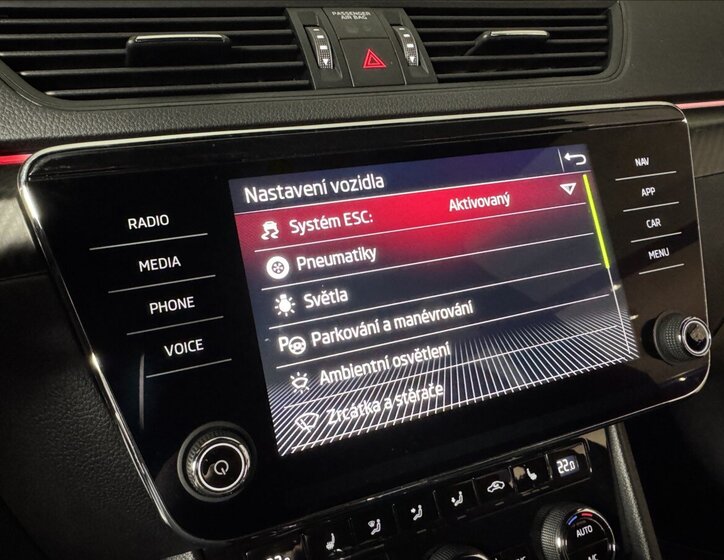 PASSENGER
AIR BAG
Nastavení vozidla
Systém ESC: Aktivovaný
Pneumatiky
Světla
Parkování a manévrování
Ambientní osvětlení
Zrcátka a stěrače
RADIO
MEDIA
PHONE
VOICE
NAV
APP
CAR
MENU
22.0
AUTO